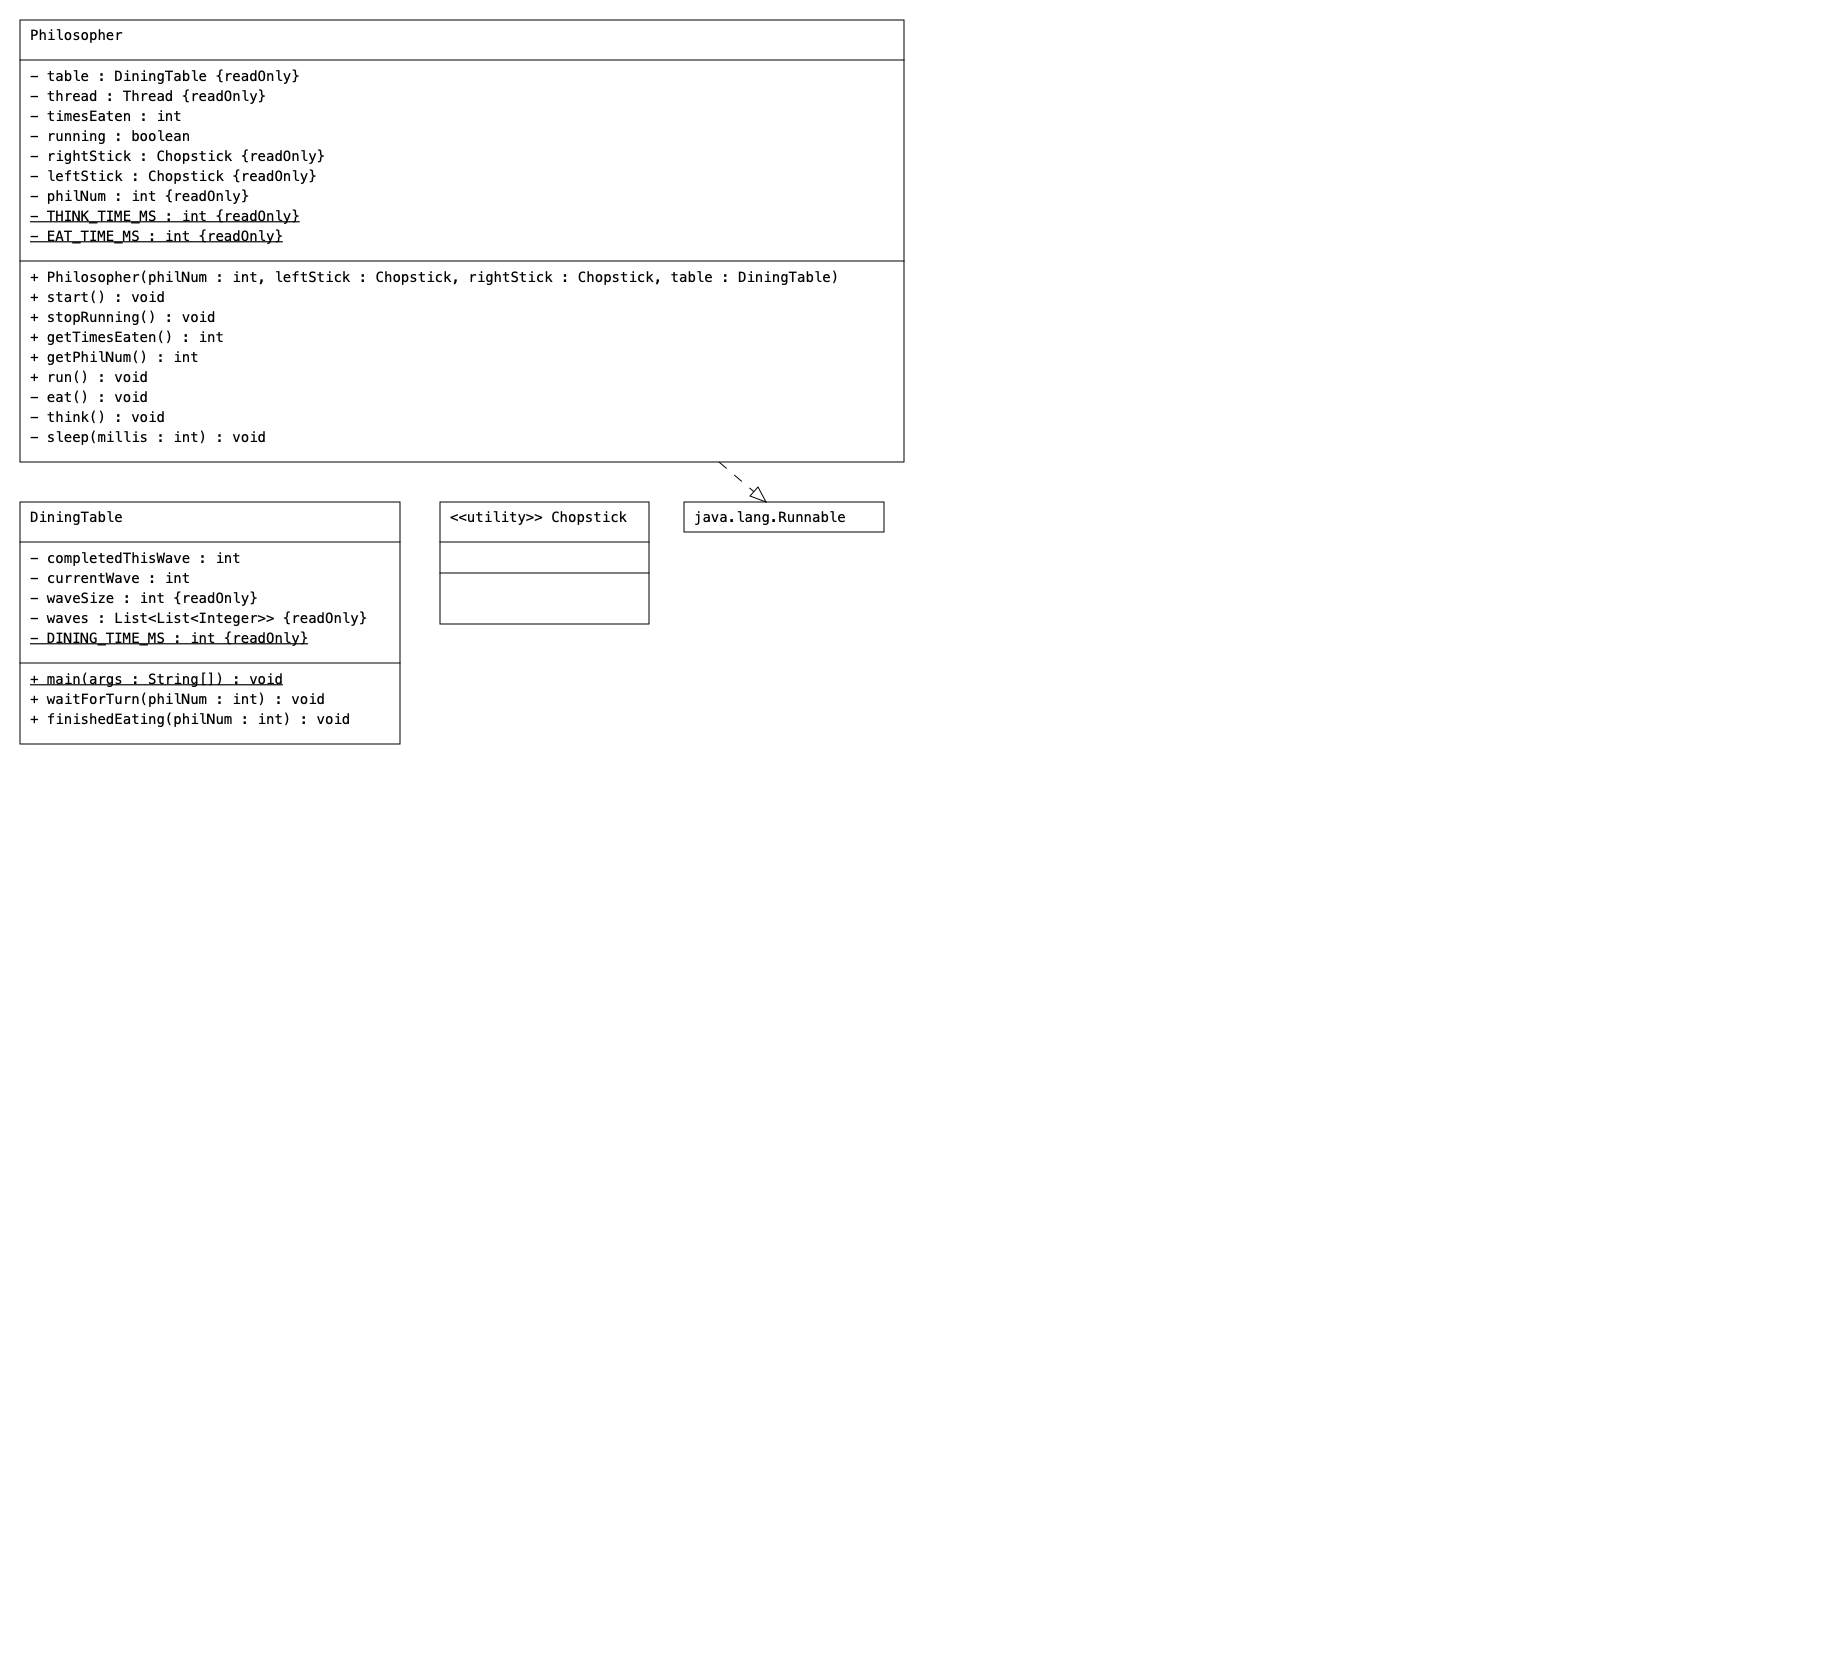 Philosopher
- table : DiningTable {readOnly}
- thread : Thread {readOnly}
- timesEaten : int
- running : boolean
- rightStick : Chopstick {readOnly}
- leftStick : Chopstick {readOnly}
- philNum : int {readOnly}
- THINK_TIME_MS : int {readOnly}
- EAT_TIME_MS : int {readOnly}
+ Philosopher(philNum : int, leftStick : Chopstick, rightStick : Chopstick, table : DiningTable)
+ start() : void
+ stopRunning() : void
+ getTimesEaten() : int
+ getPhilNum() : int
+ run() : void
- eat() : void
- think() : void
- sleep(millis : int) : void
DiningTable
- completedThisWave : int
- currentWave : int
- waveSize : int {readOnly}
- waves : List<List<Integer>> {readOnly}
- DINING_TIME_MS : int {readOnly}
+ main(args : String[]) : void
+ waitForTurn(philNum : int) : void
+ finishedEating(philNum : int) : void
<<utility>> Chopstick
java.lang.Runnable